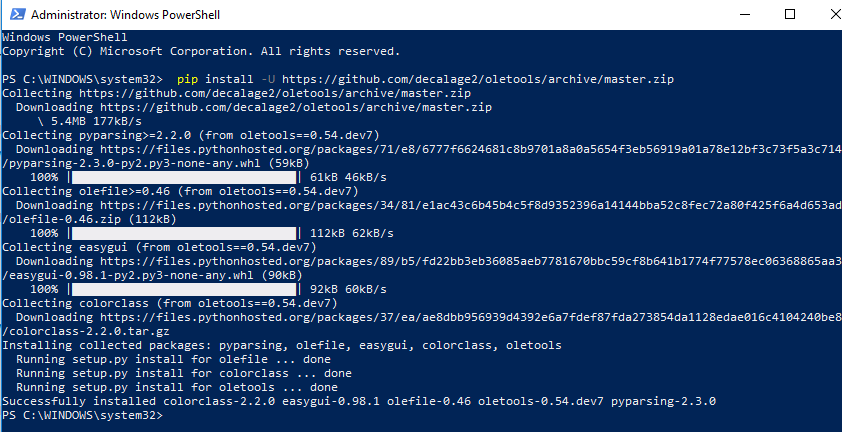 Administrator: Windows PowerShell
Windows PowerShell
Copyright (C) Microsoft Corporation. All rights reserved.
PS C:\WINDOWS\system32>  pip install -U https://github.com/decalage2/oletools/archive/master.zip
Collecting https://github.com/decalage2/oletools/archive/master.zip
  Downloading https://github.com/decalage2/oletools/archive/master.zip
     \ 5.4MB 177kB/s
Collecting pyparsing>=2.2.0 (from oletools==0.54.dev7)
  Downloading https://files.pythonhosted.org/packages/71/e8/6777f6624681c8b9701a8a0a5654f3eb56919a01a78e12bf3c73f5a3c714
/pyparsing-2.3.0-py2.py3-none-any.whl (59kB)
    100% || 61kB 46kB/s
Collecting olefile>=0.46 (from oletools==0.54.dev7)
  Downloading https://files.pythonhosted.org/packages/34/81/e1ac43c6b45b4c5f8d9352396a14144bba52c8fec72a80f425f6a4d653ad
/olefile-0.46.zip (112kB)
    100% || 112kB 62kB/s
Collecting easygui (from oletools==0.54.dev7)
  Downloading https://files.pythonhosted.org/packages/89/b5/fd22bb3eb36085aeb7781670bbc59cf8b641b1774f77578ec06368865aa3
/easygui-0.98.1-py2.py3-none-any.whl (90kB)
    100% || 92kB 60kB/s
Collecting colorclass (from oletools==0.54.dev7)
  Downloading https://files.pythonhosted.org/packages/37/ea/ae8dbb956939d4392e6a7fdef87fda273854da1128edae016c4104240be8
/colorclass-2.2.0.tar.gz
Installing collected packages: pyparsing, olefile, easygui, colorclass, oletools
  Running setup.py install for olefile ... done
  Running setup.py install for colorclass ... done
  Running setup.py install for oletools ... done
Successfully installed colorclass-2.2.0 easygui-0.98.1 olefile-0.46 oletools-0.54.dev7 pyparsing-2.3.0
PS C:\WINDOWS\system32>